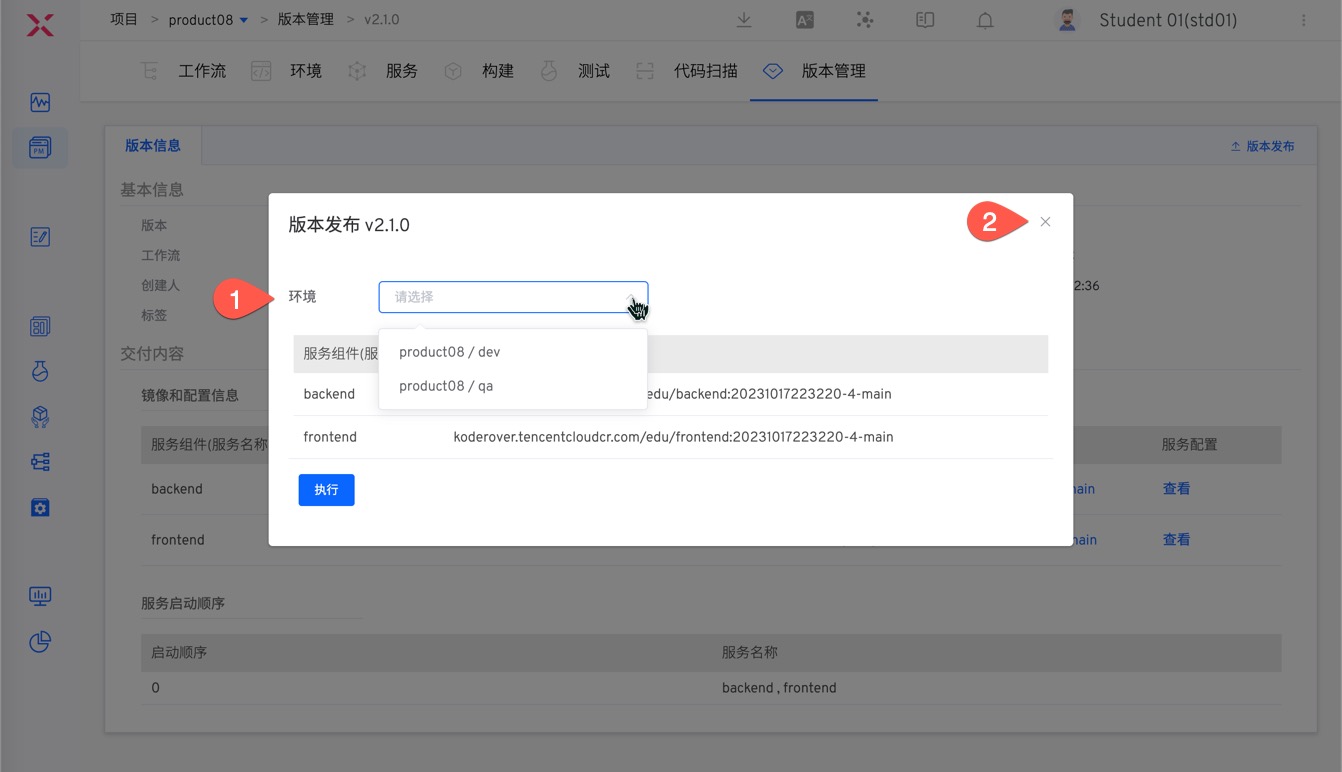 项目 > product08 > 版本管理 > v2.1.0
Student 01(std01)
工作流 环境 服务 构建 测试 代码扫描 版本管理
PM
版本信息
版本发布
基本信息
版本
工作流
创建人
2:36
标签
交付内容
镜像和配置信息
服务组件(服务名称
服务配置
backend
main
查看
frontend
main
查看
服务启动顺序
启动顺序 服务名称
0 backend , frontend
版本发布 v2.1.0
2
1
环境 请选择
product08 / dev
product08 / qa
服务组件(服
backend edu/backend:20231017223220-4-main
frontend koderover.tencentcloudcr.com/edu/frontend:20231017223220-4-main
执行